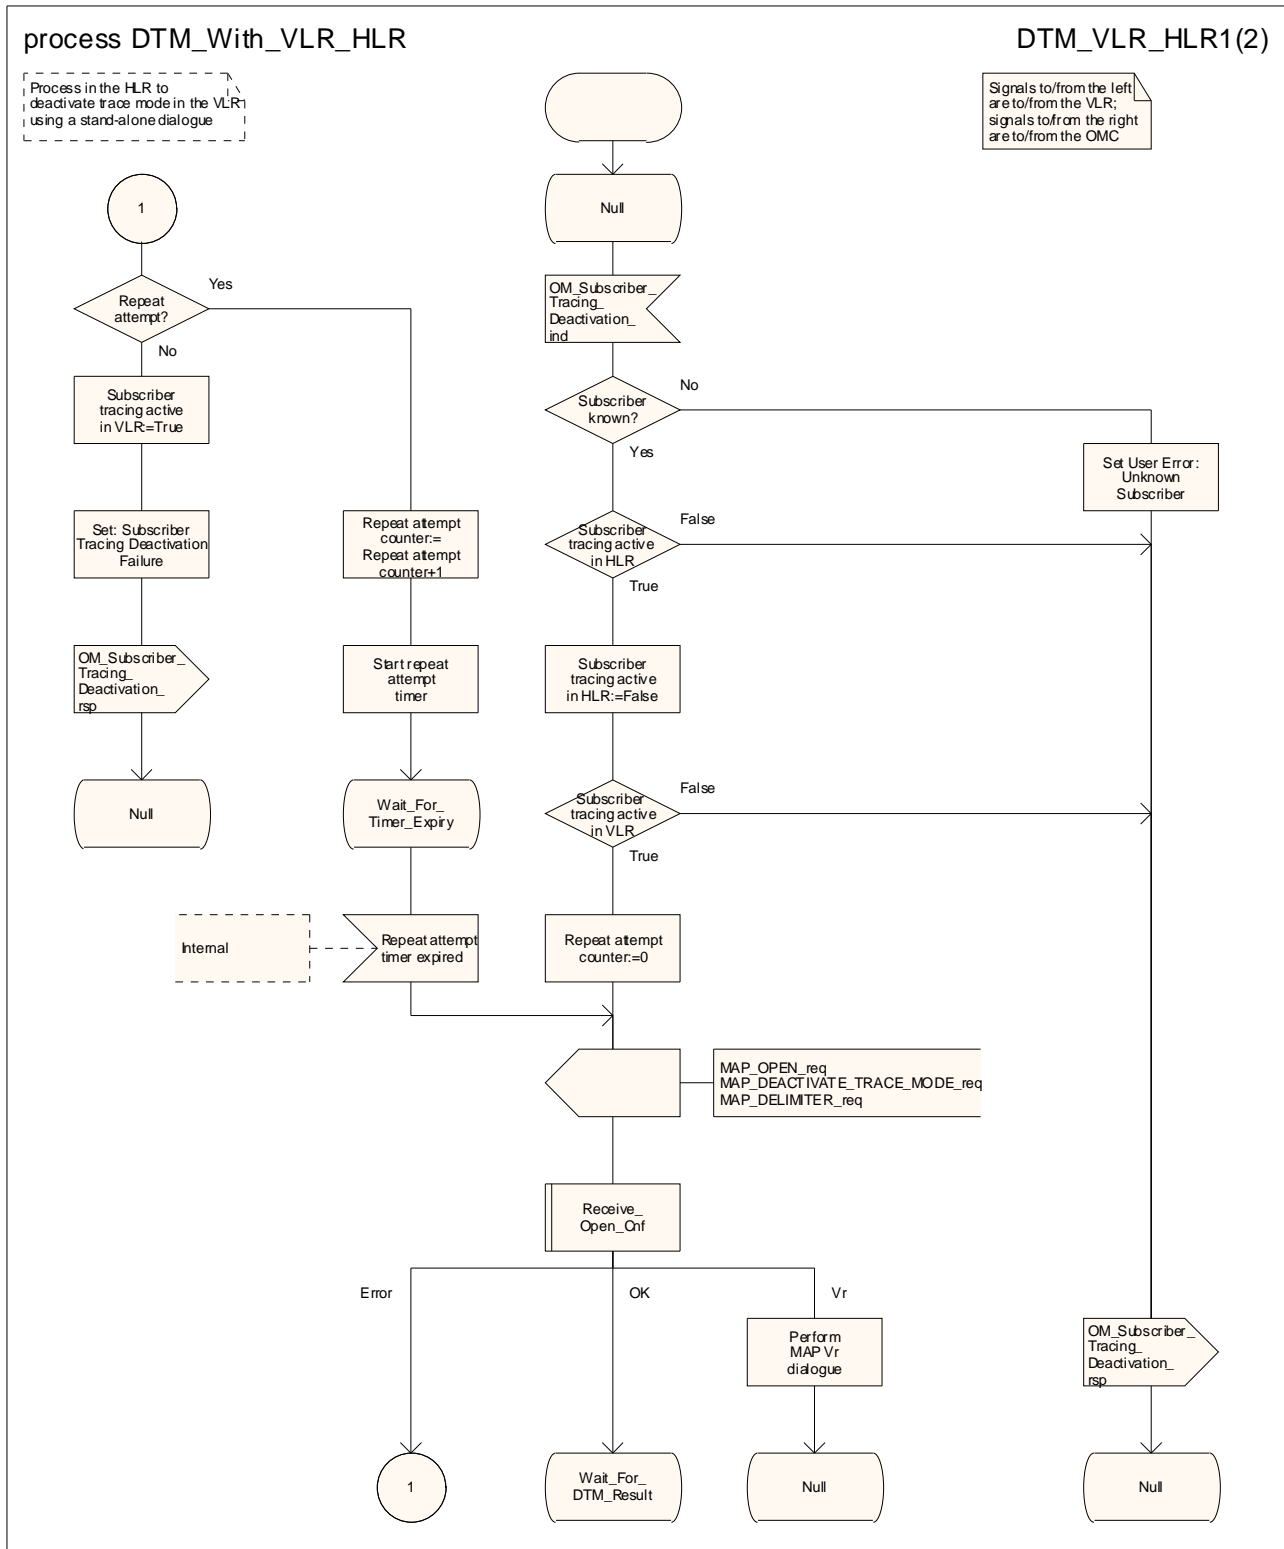 process DTM_With_VLR_HLR
DTM_VLR_HLR1(2)
Process in the HLR to
deactivate trace mode in the VLR
using a stand-alone dialogue
Signals to/from the left
are to/from the VLR;
signals to/from the right
are to/from the OMC
1
Null
Repeat
attempt?
Yes
No
OM_Subscriber_
Tracing_
Deactivation_
ind
Subscriber
tracing active
in VLR:=True
Subscriber
known?
No
Yes
Set User Error:
Unknown
Subscriber
Set: Subscriber
Tracing Deactivation
Failure
Repeat attempt
counter:=
Repeat attempt
counter+1
Subscriber
tracing active
in HLR
False
True
OM_Subscriber_
Tracing_
Deactivation_
rsp
Start repeat
attempt
timer
Subscriber
tracing active
in HLR:=False
Null
Wait_For_
Timer_Expiry
Subscriber
tracing active
in VLR
False
True
Internal
Repeat attempt
timer expired
Repeat attempt
counter:=0
MAP_OPEN_req
MAP_DEACTIVATE_TRACE_MODE_req
MAP_DELIMITER_req
Receive_
Open_Cnf
Error
OK
Vr
Perform
MAP Vr
dialogue
OM_Subscriber_
Tracing_
Deactivation_
rsp
1
Wait_For_
DTM_Result
Null
Null